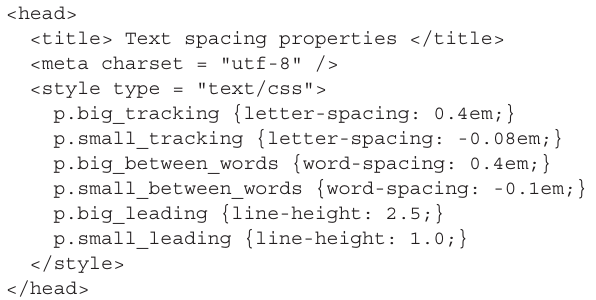 <head>
<title> Text spacing properties </title>
<meta charset = "utf-8" />
<style type = "text/css">
p.big_tracking {letter-spacing: 0.4em;}
p.small_tracking {letter-spacing: -0.08em;}
p.big_between_words {word-spacing: 0.4em;}
p.small_between_words {word-spacing: -0.1em;}
p.big_leading {line-height: 2.5;}
p.small_leading {line-height: 1.0;}
</style>
</head>